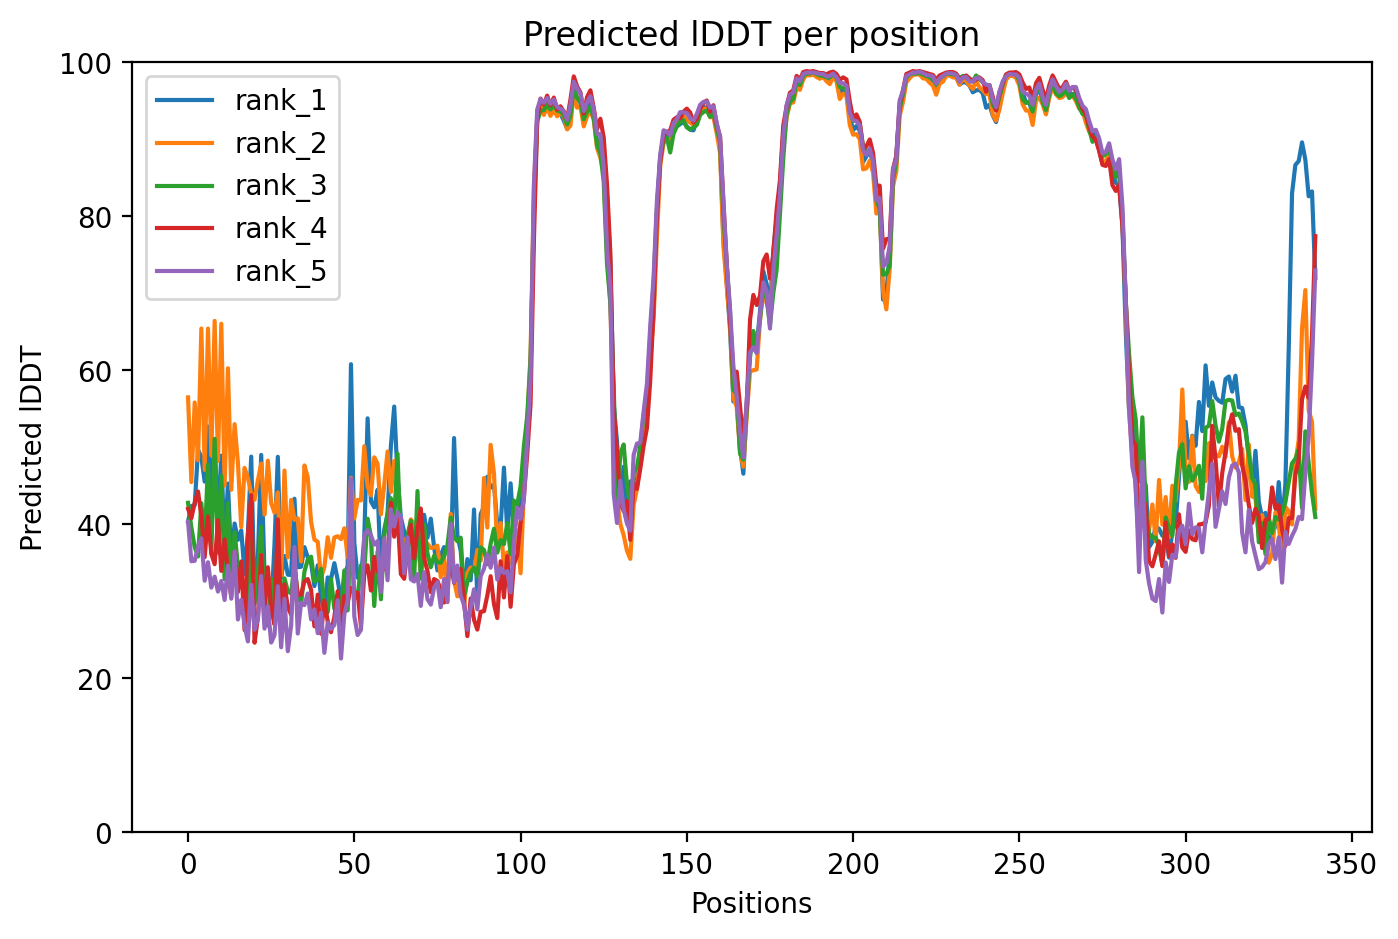 Predicted lDDT per position
100
80
60
40
20
0
Predicted lDDT
rank_1
rank_2
rank_3
rank_4
rank_5
0 50 100 150 200 250 300 350
Positions